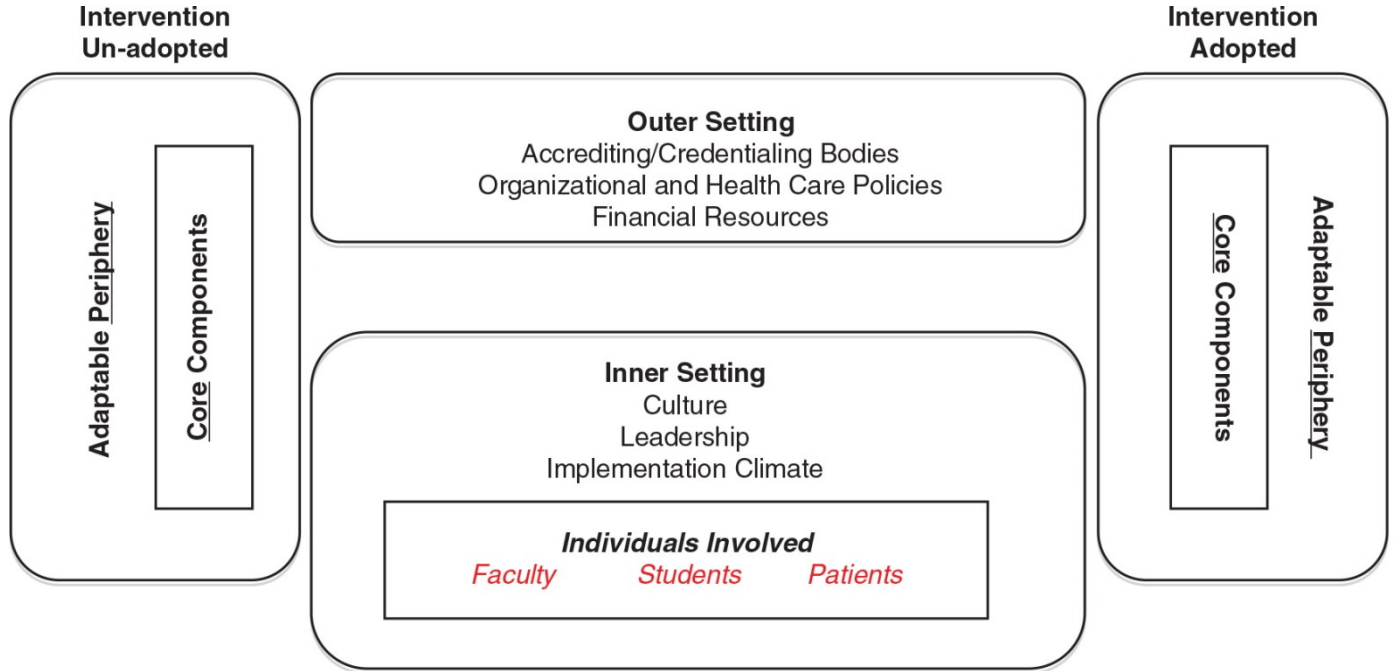 Intervention
Un-adopted
Adaptable Periphery
Core Components
Outer Setting
Accrediting/Credentialing Bodies
Organizational and Health Care Policies
Financial Resources
Inner Setting
Culture
Leadership
Implementation Climate
Individuals Involved
Faculty Students Patients
Intervention
Adopted
Core Components
Adaptable Periphery